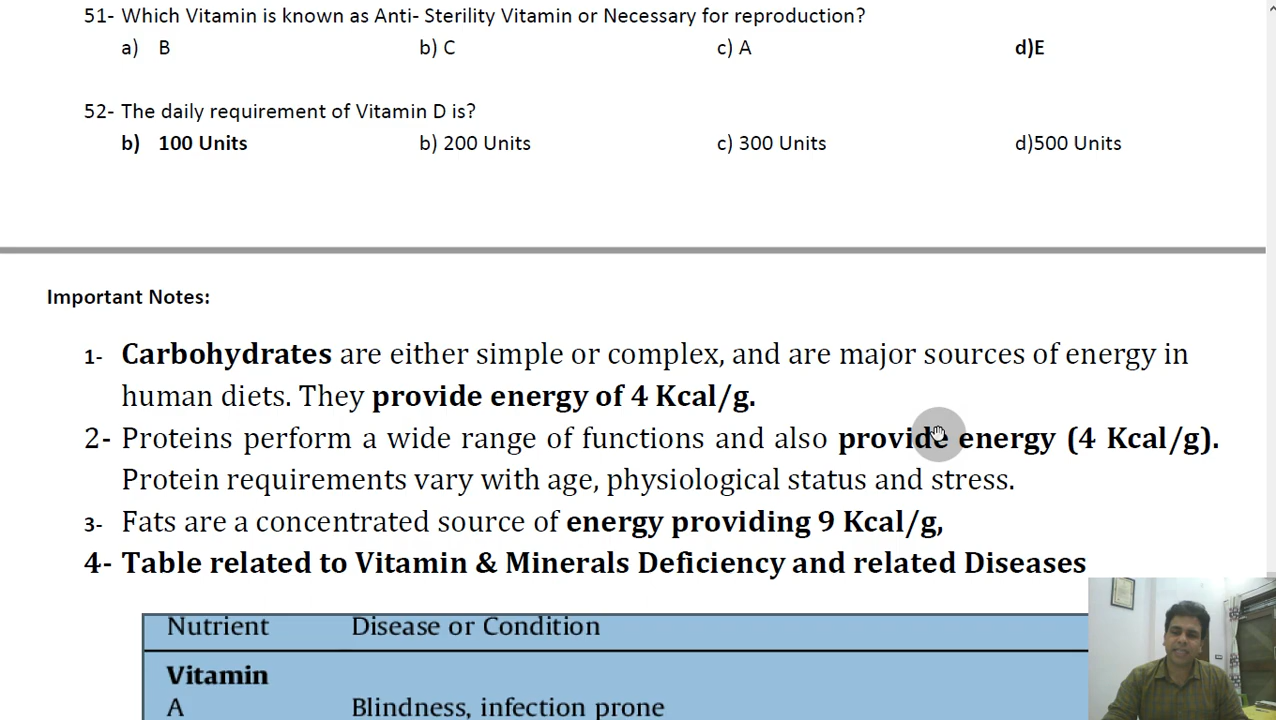 51- Which Vitamin is known as Anti- Sterility Vitamin or Necessary for reproduction?
a) B b) C c) A d)E
52- The daily requirement of Vitamin D is?
b) 100 Units b) 200 Units c) 300 Units d)500 Units
Important Notes:
1- Carbohydrates are either simple or complex, and are major sources of energy in
human diets. They provide energy of 4 Kcal/g.
2- Proteins perform a wide range of functions and also provide energy (4 Kcal/g).
Protein requirements vary with age, physiological status and stress.
3- Fats are a concentrated source of energy providing 9 Kcal/g,
4- Table related to Vitamin & Minerals Deficiency and related Diseases
Nutrient Disease or Condition
Vitamin
A Blindness, infection prone